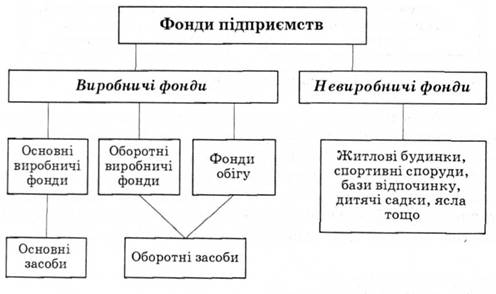 Фонди підприємств
Виробничі фонди
Невиробничі фонди
Основні
виробничі
фонди
Оборотні
виробничі
фонди
Фонди
обігу
Житлові будинки,
спортивні споруди,
бази відпочинку,
дитячі садки, ясла
тощо
Основні
засоби
Оборотні засоби